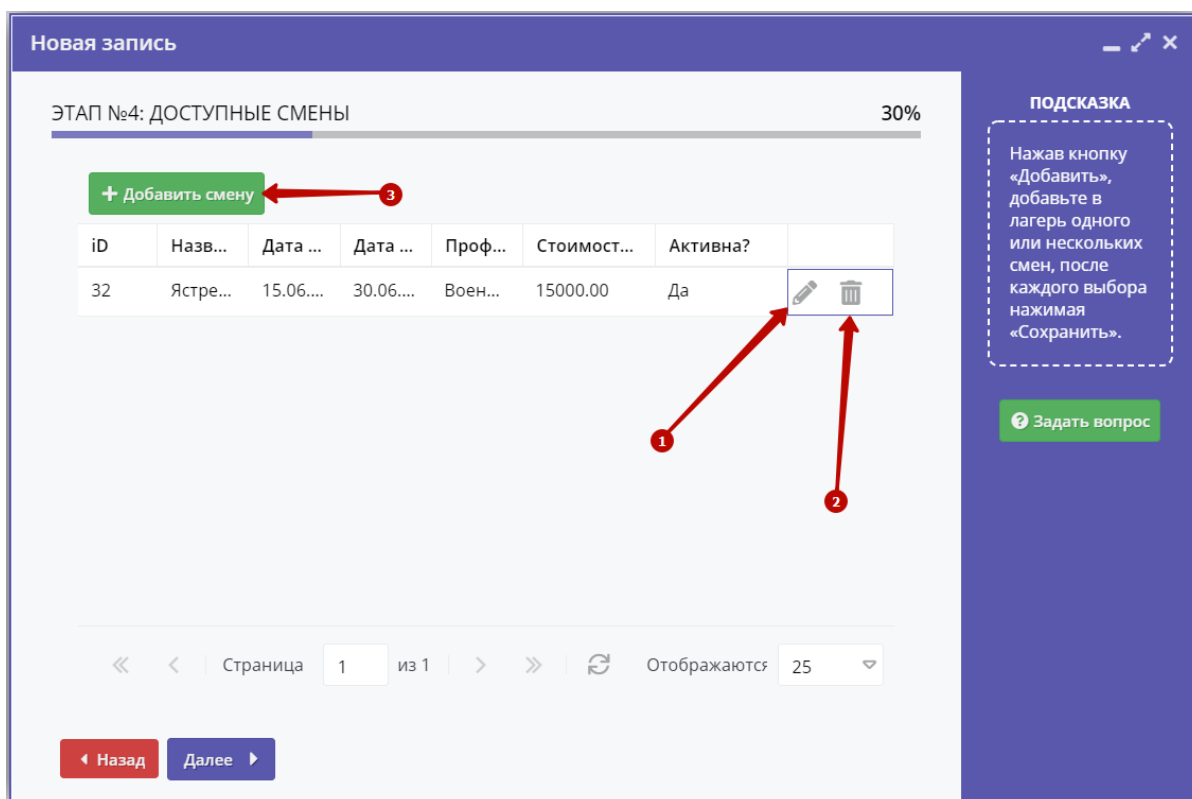 Новая запись
ЭТАП №4: ДОСТУПНЫЕ СМЕНЫ 30%
+ Добавить смену
3
iD Назв... Дата ... Дата ... Проф... Стоимост... Активна?
32 Ястре... 15.06.... 30.06.... Воен... 15000.00 Да
1
2
Страница 1 из 1 Отображаютс 25
Назад Далее
ПОДСКАЗКА
Нажав кнопку
«Добавить»,
добавьте в
лагерь одного
или нескольких
смен, после
каждого выбора
нажимая
«Сохранить».
? Задать вопрос